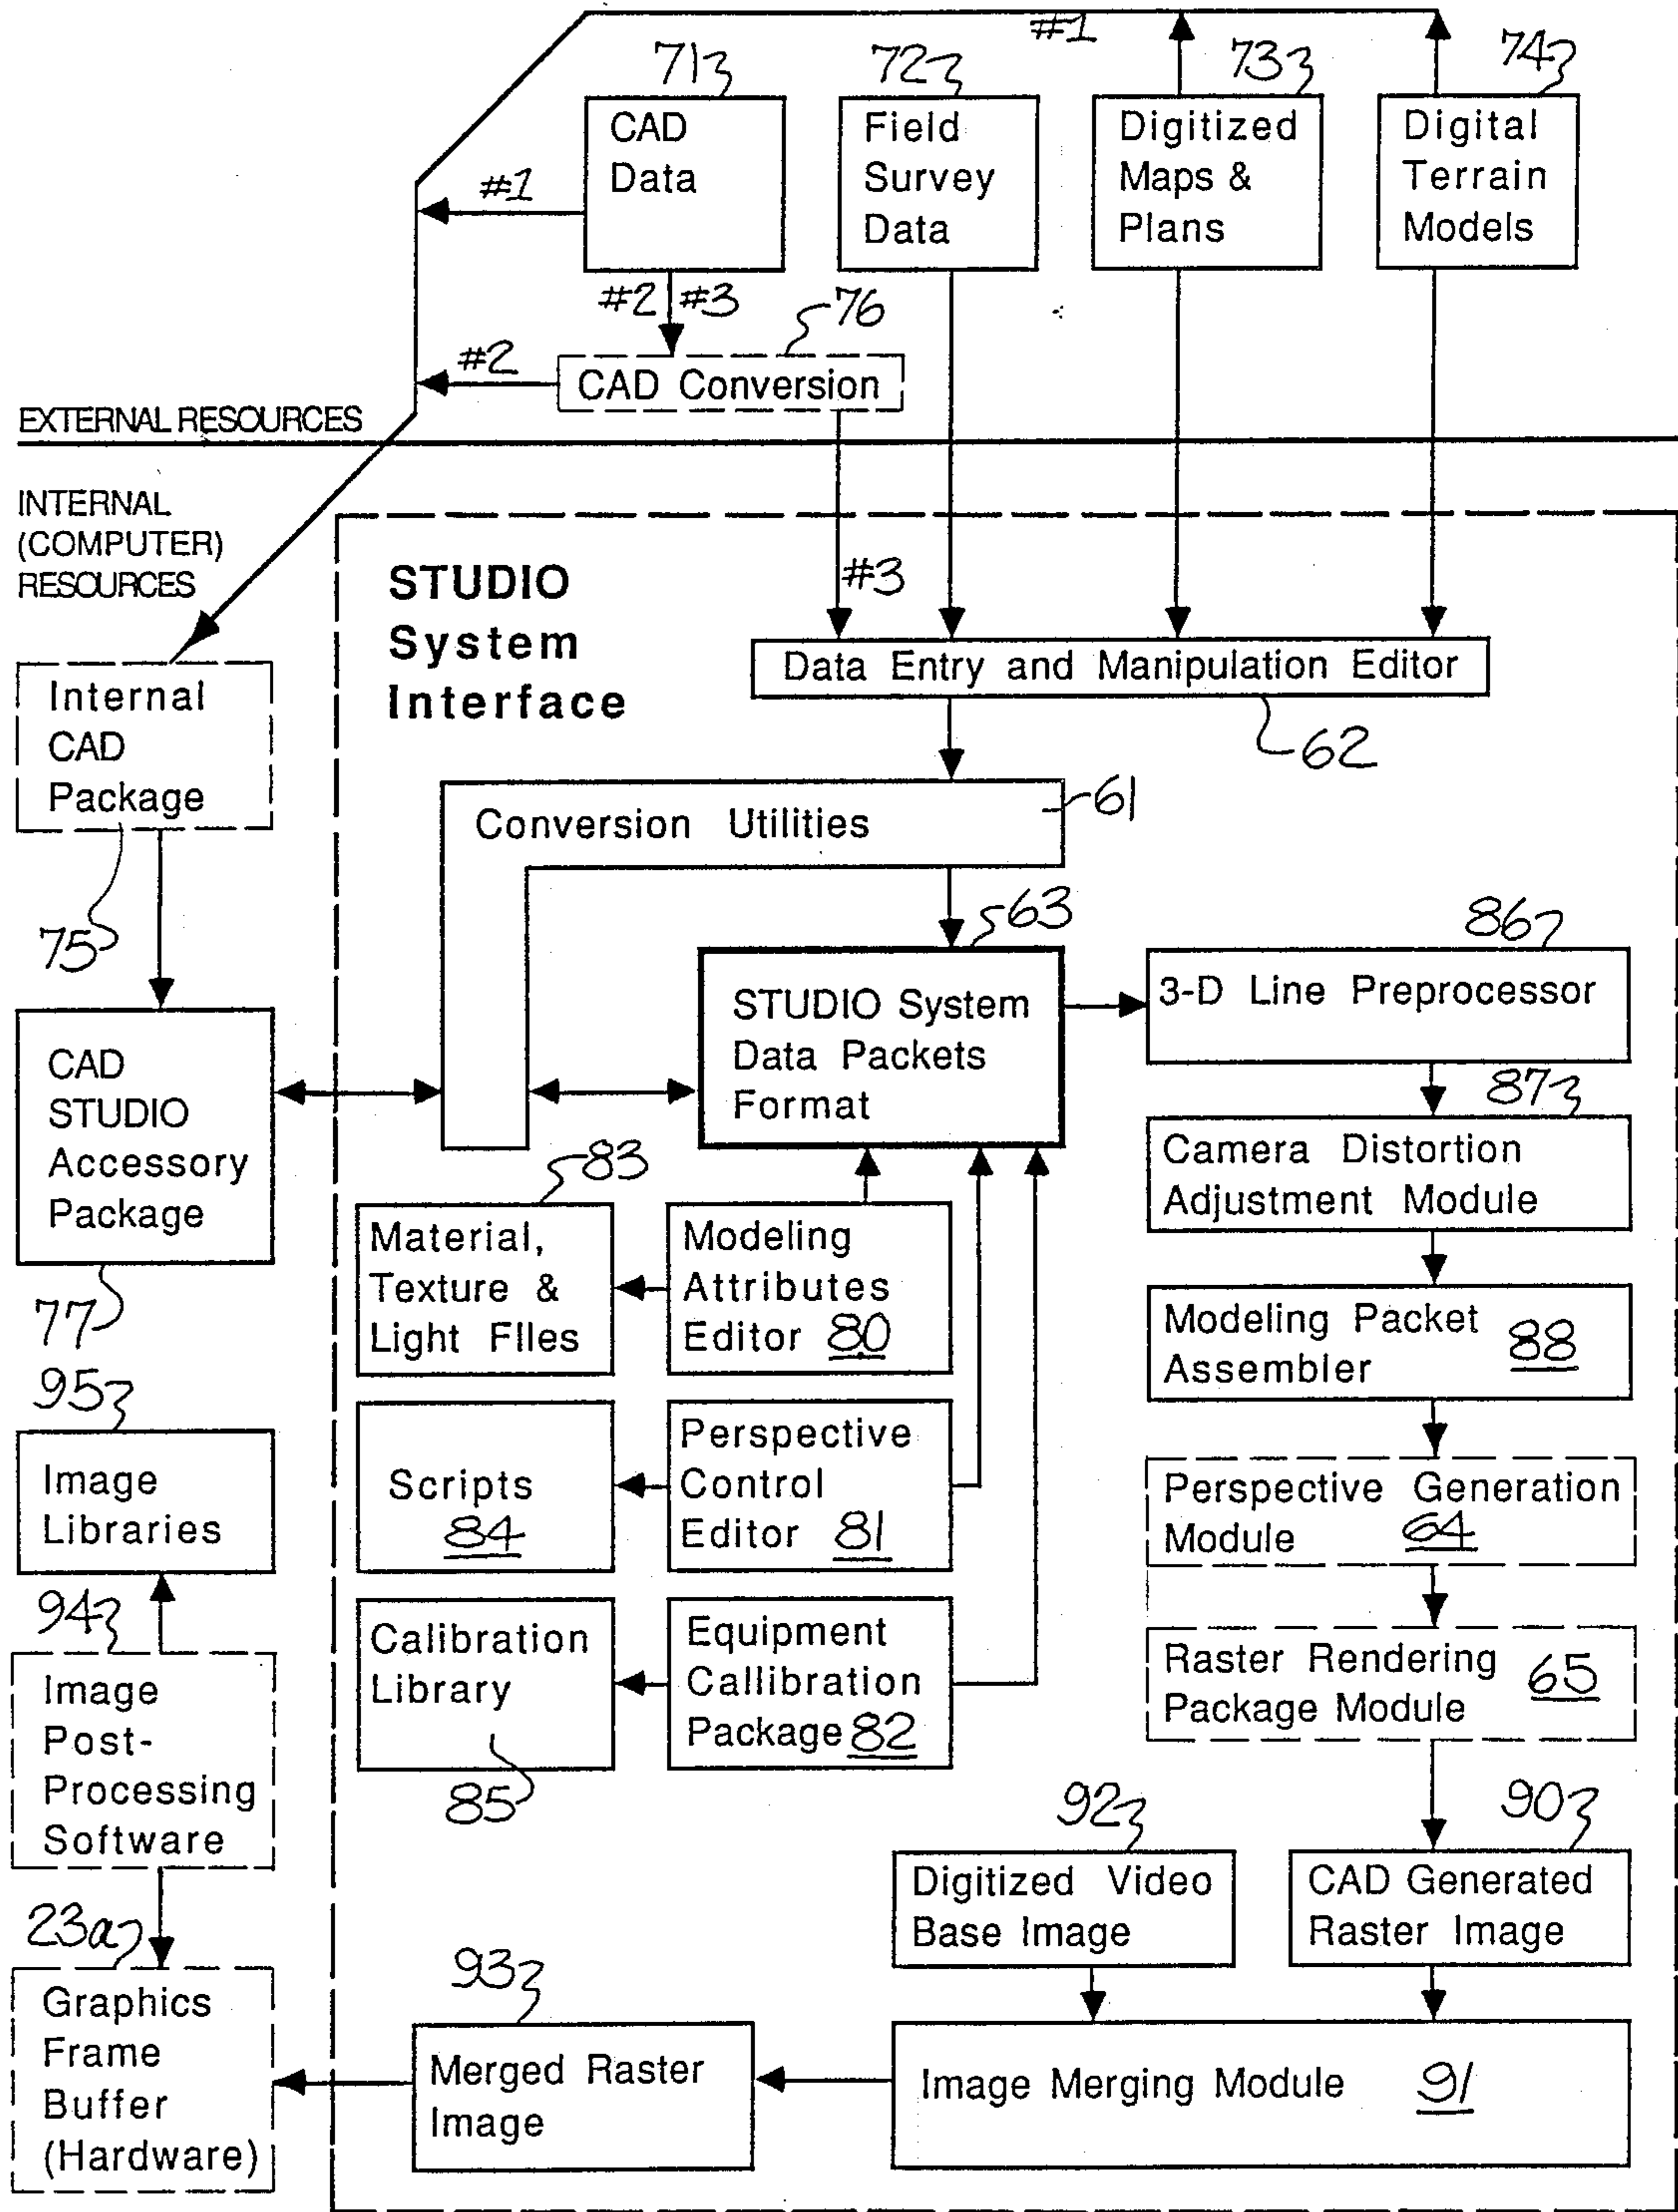 #1
71
72
73
74
CAD
Data
Field
Survey
Data
Digitized
Maps &
Plans
Digital
Terrain
Models
#1
#2 #3
76
#2
CAD Conversion
EXTERNAL RESOURCES
INTERNAL
(COMPUTER)
RESOURCES
STUDIO
System
Interface
#3
Data Entry and Manipulation Editor
62
Internal
CAD
Package
75
Conversion Utilities
61
63
STUDIO System
Data Packets
Format
86
3-D Line Preprocessor
87
Camera Distortion
Adjustment Module
CAD
STUDIO
Accessory
Package
77
83
Material,
Texture &
Light FIles
Modeling
Attributes
Editor 80
Modeling Packet
Assembler 88
95
Image
Libraries
Scripts
84
Perspective
Control
Editor 81
Perspective Generation
Module 64
94
Image
Post-
Processing
Software
Calibration
Library
85
Equipment
Callibration
Package 82
Raster Rendering
Package Module 65
92
Digitized Video
Base Image
90
CAD Generated
Raster Image
23a
Graphics
Frame
Buffer
(Hardware)
93
Merged Raster
Image
Image Merging Module 91